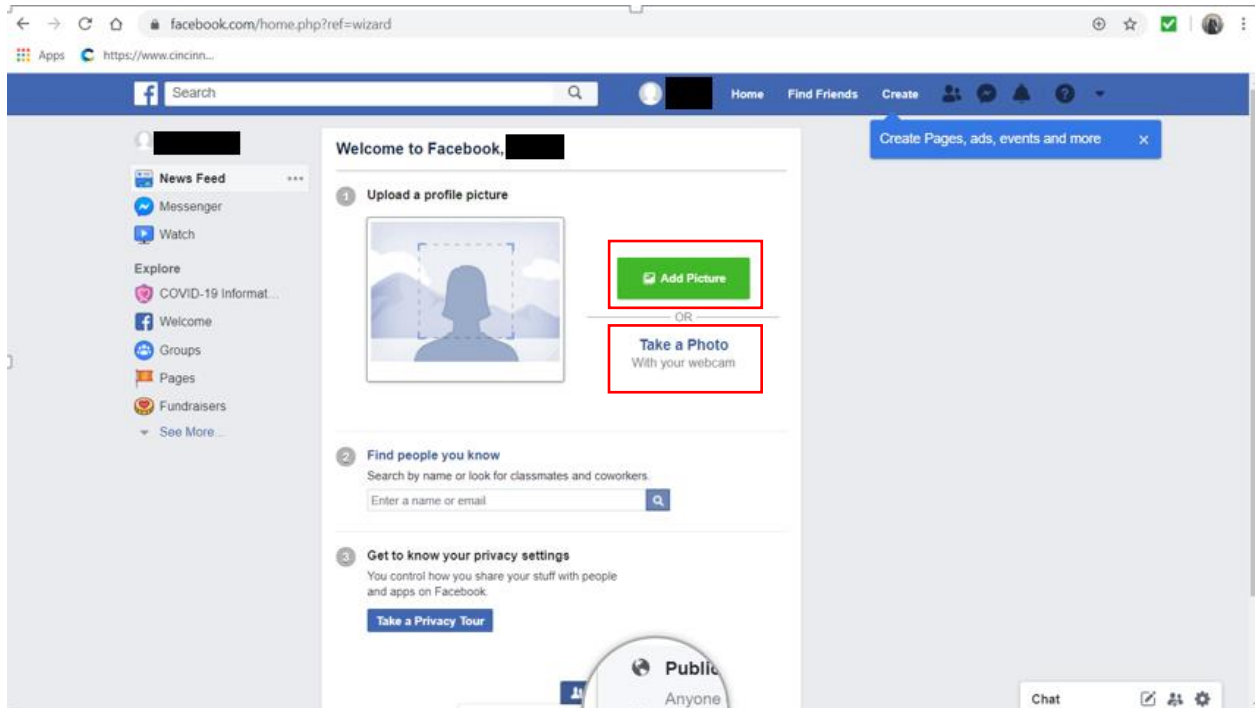 facebook.com/home.php?ref=wizard
Apps https://www.cincinn...
Search
Home Find Friends Create
Create Pages, ads, events and more
News Feed
Messenger
Watch
Explore
COVID-19 Informat...
Welcome
Groups
Pages
Fundraisers
See More...
Welcome to Facebook,
1 Upload a profile picture
Add Picture
OR
Take a Photo
With your webcam
2 Find people you know
Search by name or look for classmates and coworkers.
Enter a name or email
3 Get to know your privacy settings
You control how you share your stuff with people
and apps on Facebook.
Take a Privacy Tour
Public
Anyone
Chat